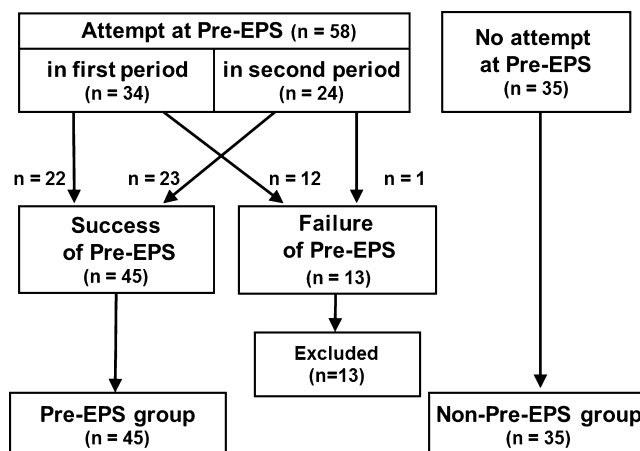 Attempt at Pre-EPS (n = 58)
in first period
(n = 34)
in second period
(n = 24)
No attempt
at Pre-EPS
(n = 35)
n = 22
n = 23
n = 12
n = 1
Success
of Pre-EPS
(n = 45)
Failure
of Pre-EPS
(n = 13)
Excluded
(n=13)
Pre-EPS group
(n = 45)
Non-Pre-EPS group
(n = 35)